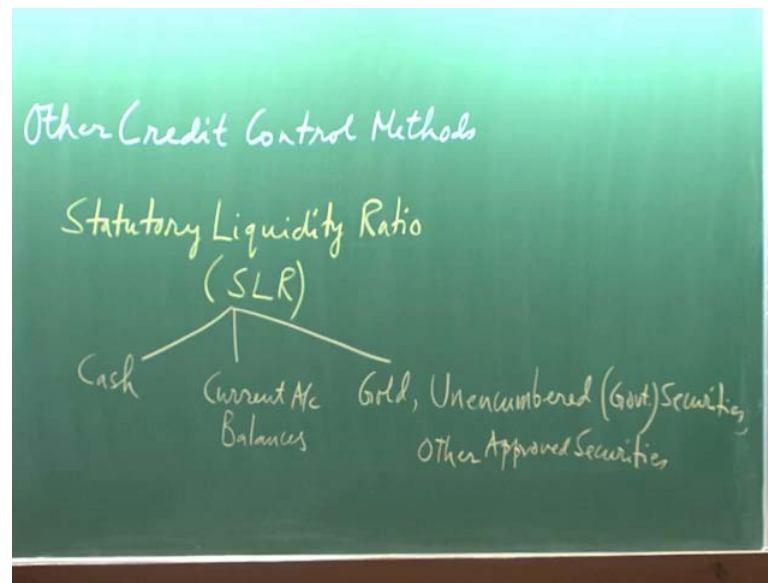 Other Credit Control Methods
Statutory Liquidity Ratio
(SLR)
Cash
Current A/c
Balances
Gold, Unencumbered (Govt.) Securities,
Other Approved Securities